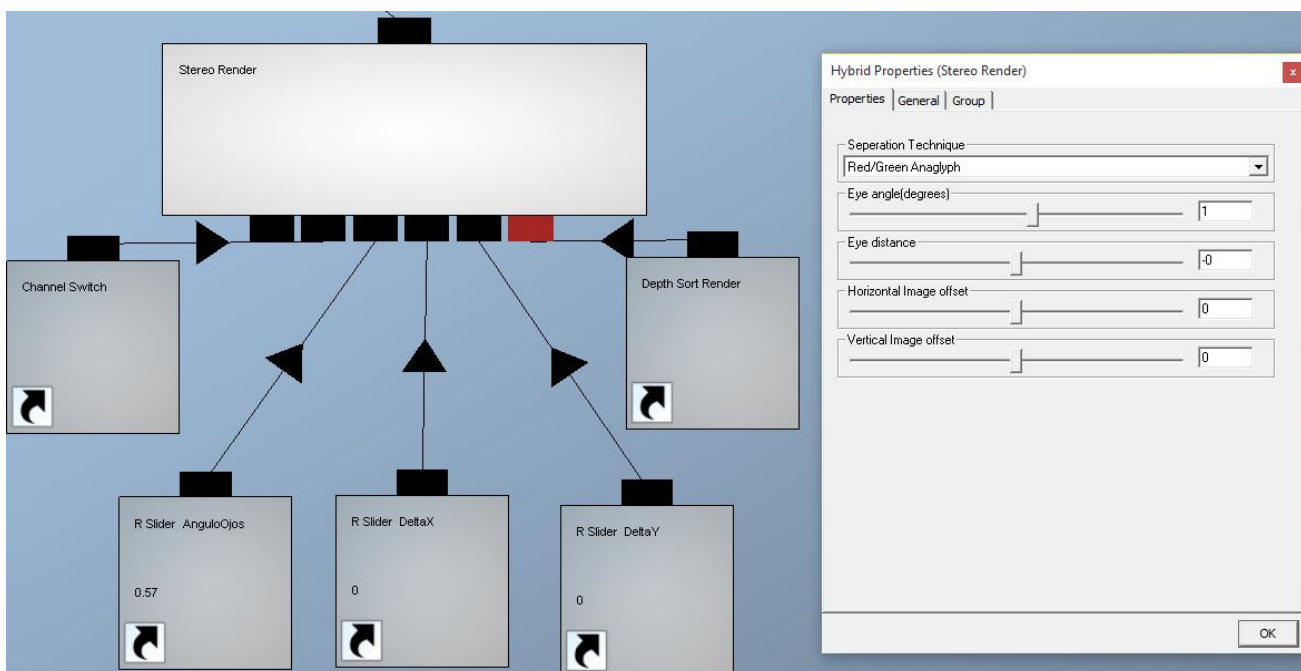 Stereo Render
Channel Switch
Depth Sort Render
R Slider AnguloOjos
0.57
R Slider DeltaX
0
R Slider DeltaY
0
Hybrid Properties (Stereo Render)
x
Properties General Group
Seperation Technique
Red/Green Anaglyph
Eye angle(degrees)
1
Eye distance
-0
Horizontal Image offset
0
Vertical Image offset
0
OK